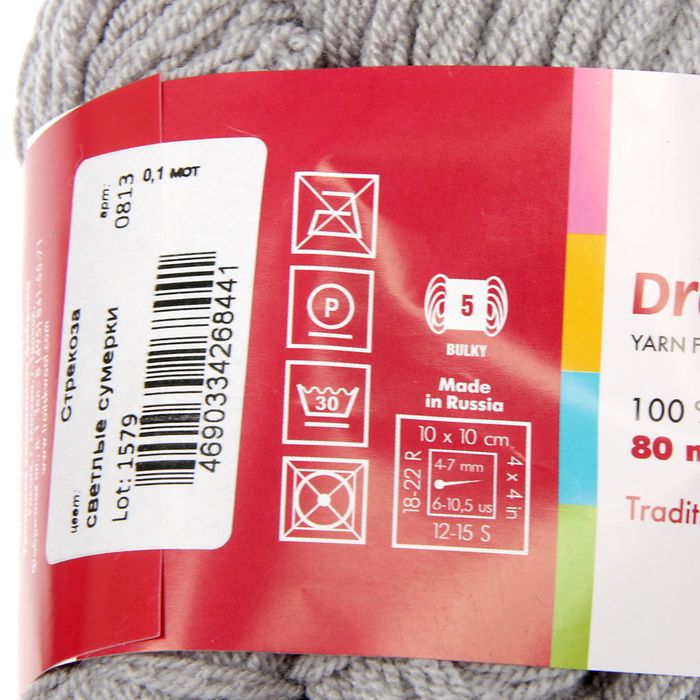 0,1 мот
арт:
0813
Стрекоза
цвет:
светлые сумерки
Lot: 1579
4690334268441
P
30
5
BULKY
Made
in Russia
10 x 10 cm
18-22 R
4-7 mm
6-10,5 us
4 x 4 in
12-15 S
Dr
YARN F
100
80
Tradit